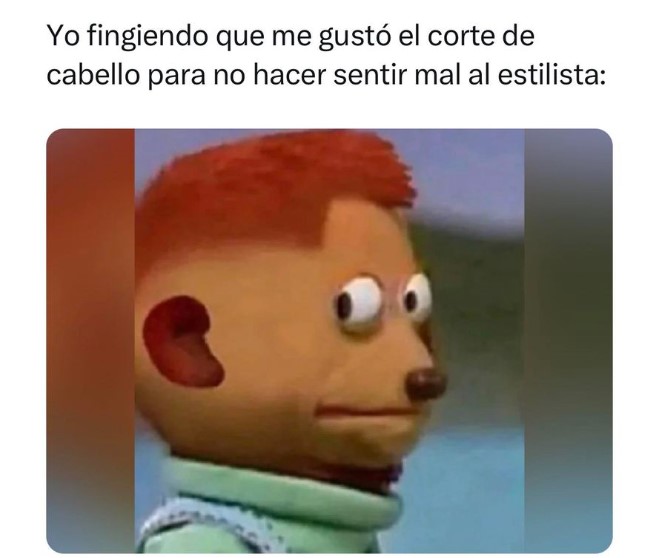 Yo fingiendo que me gustó el corte de
cabello para no hacer sentir mal al estilista: